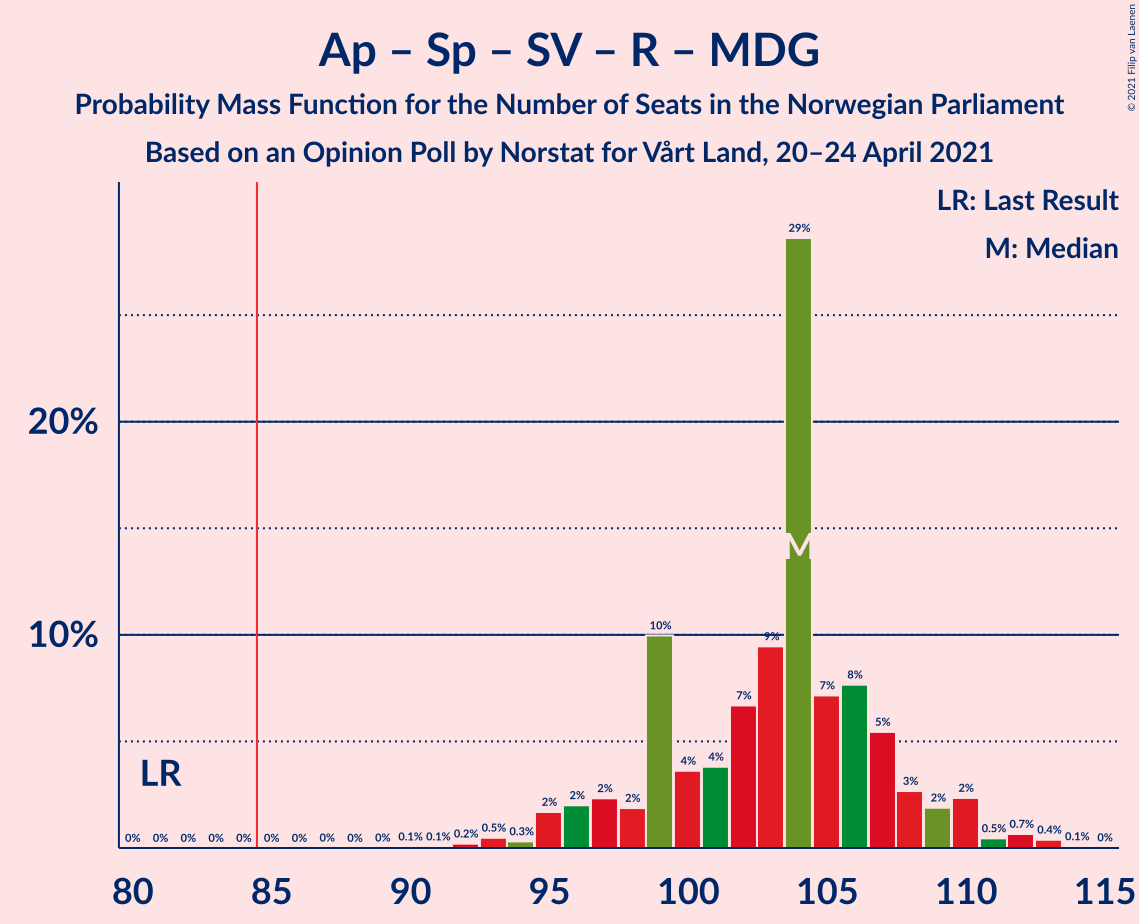 Ap – Sp – SV – R – MDG
Probability Mass Function for the Number of Seats in the Norwegian Parliament
Based on an Opinion Poll by Norstat for Vårt Land, 20–24 April 2021
© 2021 Filip van Laenen
LR: Last Result
M: Median
20%
10%
LR
M
0% 0% 0% 0% 0% 0% 0% 0% 0% 0% 0.1% 0.1% 0.2% 0.5% 0.3% 2% 2% 2% 2% 10% 4% 4% 7% 9% 29% 7% 8% 5% 3% 2% 2% 0.5% 0.7% 0.4% 0.1% 0%
80 85 90 95 100 105 110 115